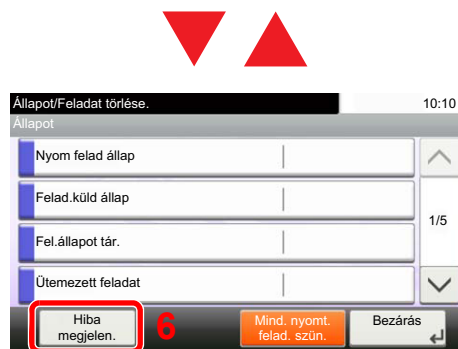 Állapot/Feladat törlése. 10:10
Állapot
Nyom felad állap
Felad.küld állap
1/5
Fel.állapot tár.
Ütemezett feladat
Hiba
megjelen.
6
Mind. nyomt.
felad. szün.
Bezárás